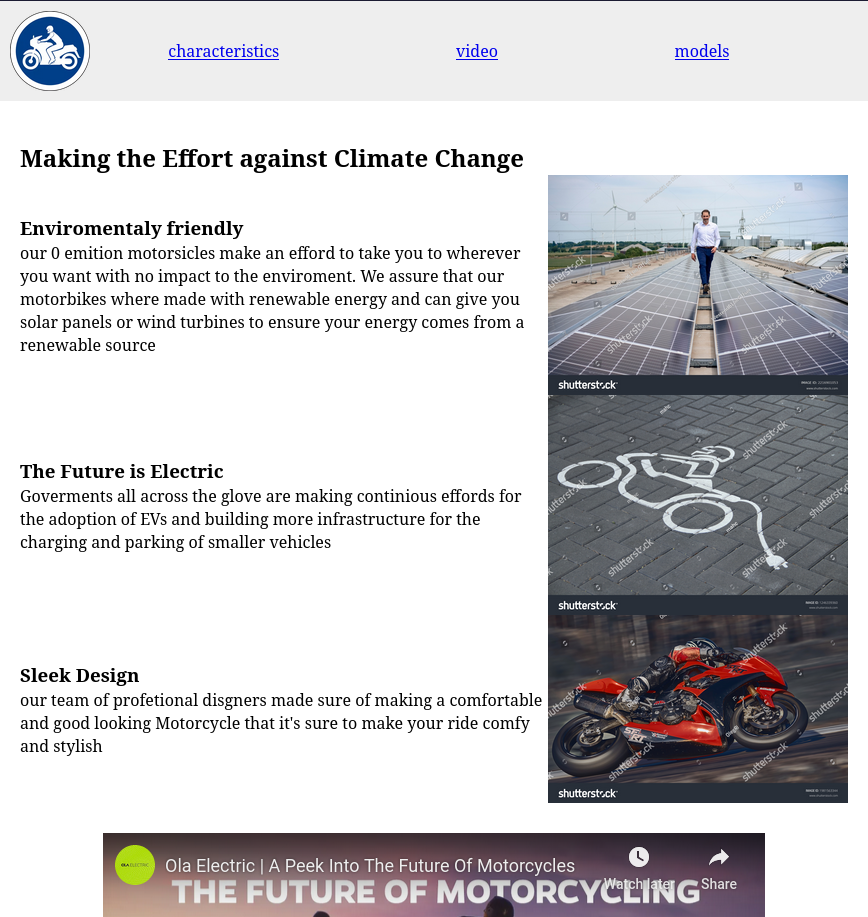 characteristics
video
models
Making the Effort against Climate Change
Enviromentaly friendly
our 0 emition motorsicles make an efford to take you to wherever
you want with no impact to the enviroment. We assure that our
motorbikes where made with renewable energy and can give you
solar panels or wind turbines to ensure your energy comes from a
renewable source
shutterstock
The Future is Electric
Goverments all across the glove are making continious effords for
the adoption of EVs and building more infrastructure for the
charging and parking of smaller vehicles
shutterstock
Sleek Design
our team of profetional disgners made sure of making a comfortable
and good looking Motorcycle that it's sure to make your ride comfy
and stylish
shutterstock
OLA ELECTRIC
Ola Electric | A Peek Into The Future Of Motorcycles
Watch later
Share
THE FUTURE OF MOTORCYCLING